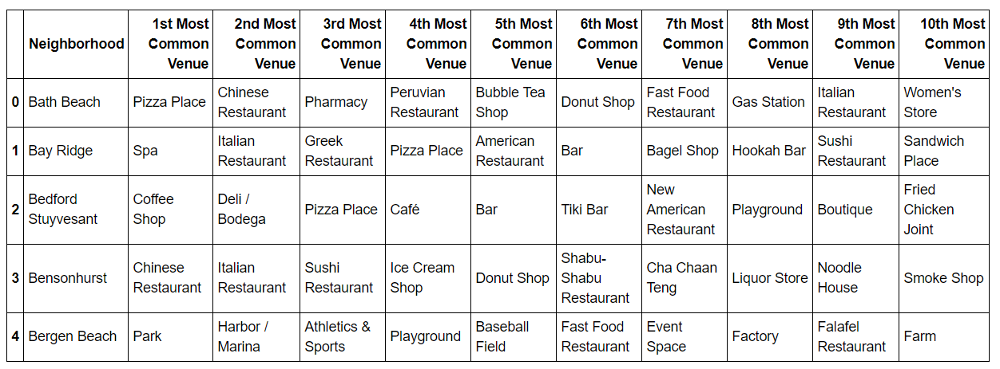 Neighborhood 1st Most Common Venue 2nd Most Common Venue 3rd Most Common Venue 4th Most Common Venue 5th Most Common Venue 6th Most Common Venue 7th Most Common Venue 8th Most Common Venue 9th Most Common Venue 10th Most Common Venue
0 Bath Beach Pizza Place Chinese Restaurant Pharmacy Peruvian Restaurant Bubble Tea Shop Donut Shop Fast Food Restaurant Gas Station Italian Restaurant Women's Store
1 Bay Ridge Spa Italian Restaurant Greek Restaurant Pizza Place American Restaurant Bar Bagel Shop Hookah Bar Sushi Restaurant Sandwich Place
2 Bedford Stuyvesant Coffee Shop Deli / Bodega Pizza Place Café Bar Tiki Bar New American Restaurant Playground Boutique Fried Chicken Joint
3 Bensonhurst Chinese Restaurant Italian Restaurant Sushi Restaurant Ice Cream Shop Donut Shop Shabu-Shabu Restaurant Cha Chaan Teng Liquor Store Noodle House Smoke Shop
4 Bergen Beach Park Harbor / Marina Athletics & Sports Playground Baseball Field Fast Food Restaurant Event Space Factory Falafel Restaurant Farm